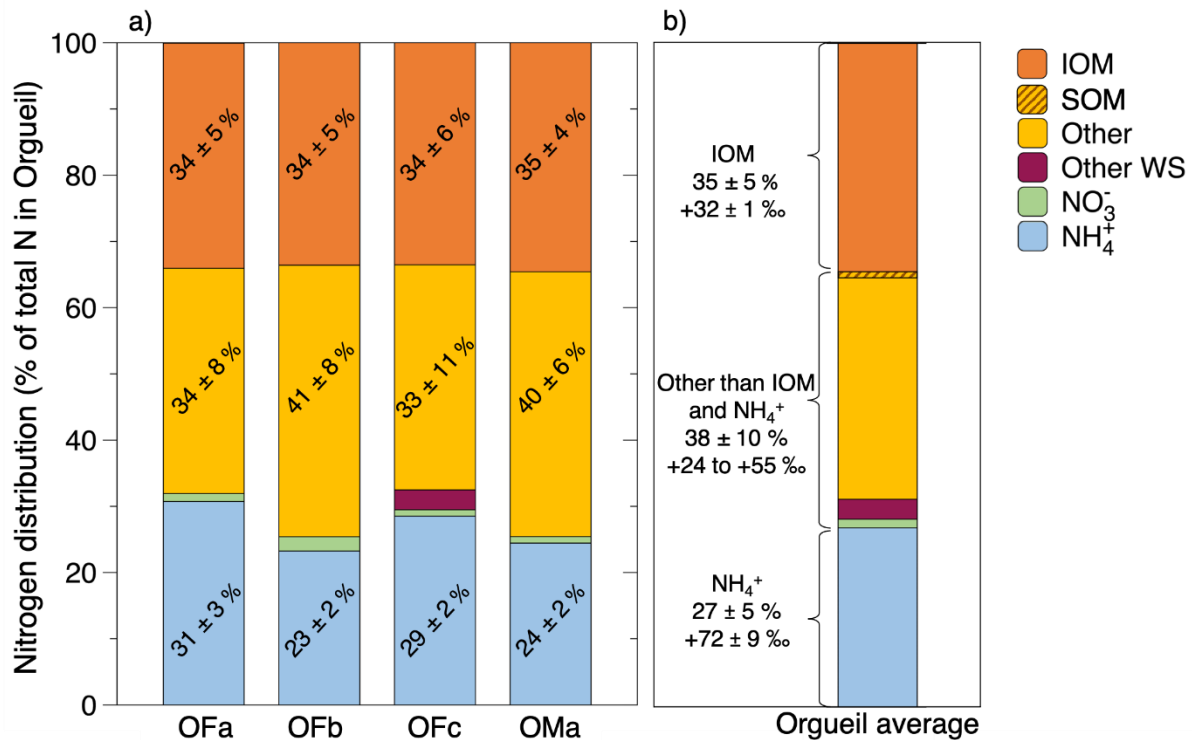 a)
b)
Nitrogen distribution (% of total N in Orgueil)
100
80
60
40
20
0
34 ± 5 %
34 ± 5 %
34 ± 6 %
35 ± 4 %
34 ± 8 %
41 ± 8 %
33 ± 11 %
40 ± 6 %
31 ± 3 %
23 ± 2 %
29 ± 2 %
24 ± 2 %
OFa
OFb
OFc
OMa
IOM
35 ± 5 %
+32 ± 1 ‰
Other than IOM
and NH₄⁺
38 ± 10 %
+24 to +55 ‰
NH₄⁺
27 ± 5 %
+72 ± 9 ‰
Orgueil average
IOM
SOM
Other
Other WS
NO₃⁻
NH₄⁺